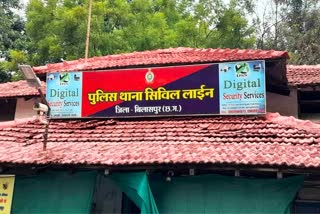 Digital
Security Services
पुलिस थाना सिविल लाईन
जिला - बिलासपुर (छ.ग.)
Digital
Security Services